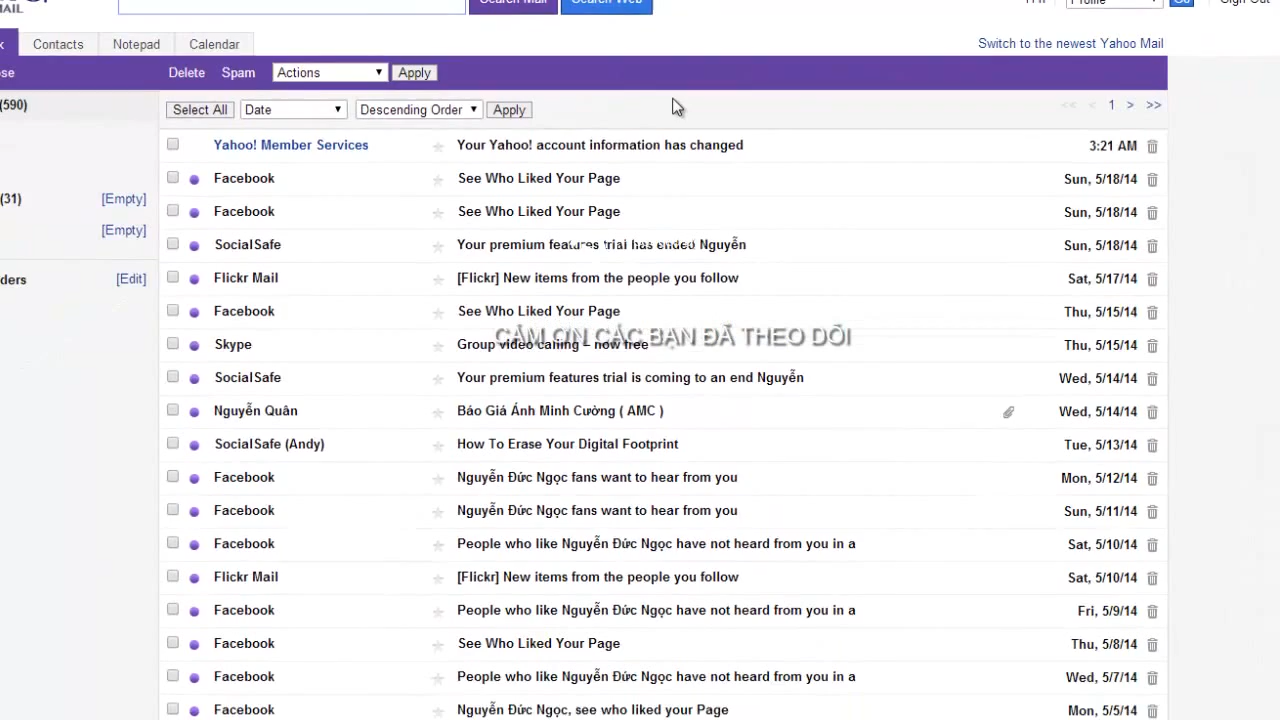 MAIL
Search Mail Search Web Profile Sign Out
Contacts Notepad Calendar Switch to the newest Yahoo Mail
Delete Spam Actions Apply
(590) Select All Date Descending Order Apply << < 1 > >>
Yahoo! Member Services Your Yahoo! account information has changed 3:21 AM
Facebook See Who Liked Your Page Sun, 5/18/14
(31) [Empty]
Facebook See Who Liked Your Page Sun, 5/18/14
[Empty]
SocialSafe Your premium features trial has ended Nguyễn Sun, 5/18/14
ders [Edit] Flickr Mail [Flickr] New items from the people you follow Sat, 5/17/14
Facebook See Who Liked Your Page Thu, 5/15/14
CẢM ƠN CÁC BẠN ĐÃ THEO DÕI
Skype Group video calling – now free Thu, 5/15/14
SocialSafe Your premium features trial is coming to an end Nguyễn Wed, 5/14/14
Nguyễn Quân Báo Giá Ánh Minh Cường ( AMC ) Wed, 5/14/14
SocialSafe (Andy) How To Erase Your Digital Footprint Tue, 5/13/14
Facebook Nguyễn Đức Ngọc fans want to hear from you Mon, 5/12/14
Facebook Nguyễn Đức Ngọc fans want to hear from you Sun, 5/11/14
Facebook People who like Nguyễn Đức Ngọc have not heard from you in a Sat, 5/10/14
Flickr Mail [Flickr] New items from the people you follow Sat, 5/10/14
Facebook People who like Nguyễn Đức Ngọc have not heard from you in a Fri, 5/9/14
Facebook See Who Liked Your Page Thu, 5/8/14
Facebook People who like Nguyễn Đức Ngọc have not heard from you in a Wed, 5/7/14
Facebook Nguyễn Đức Ngọc, see who liked your Page Mon, 5/5/14